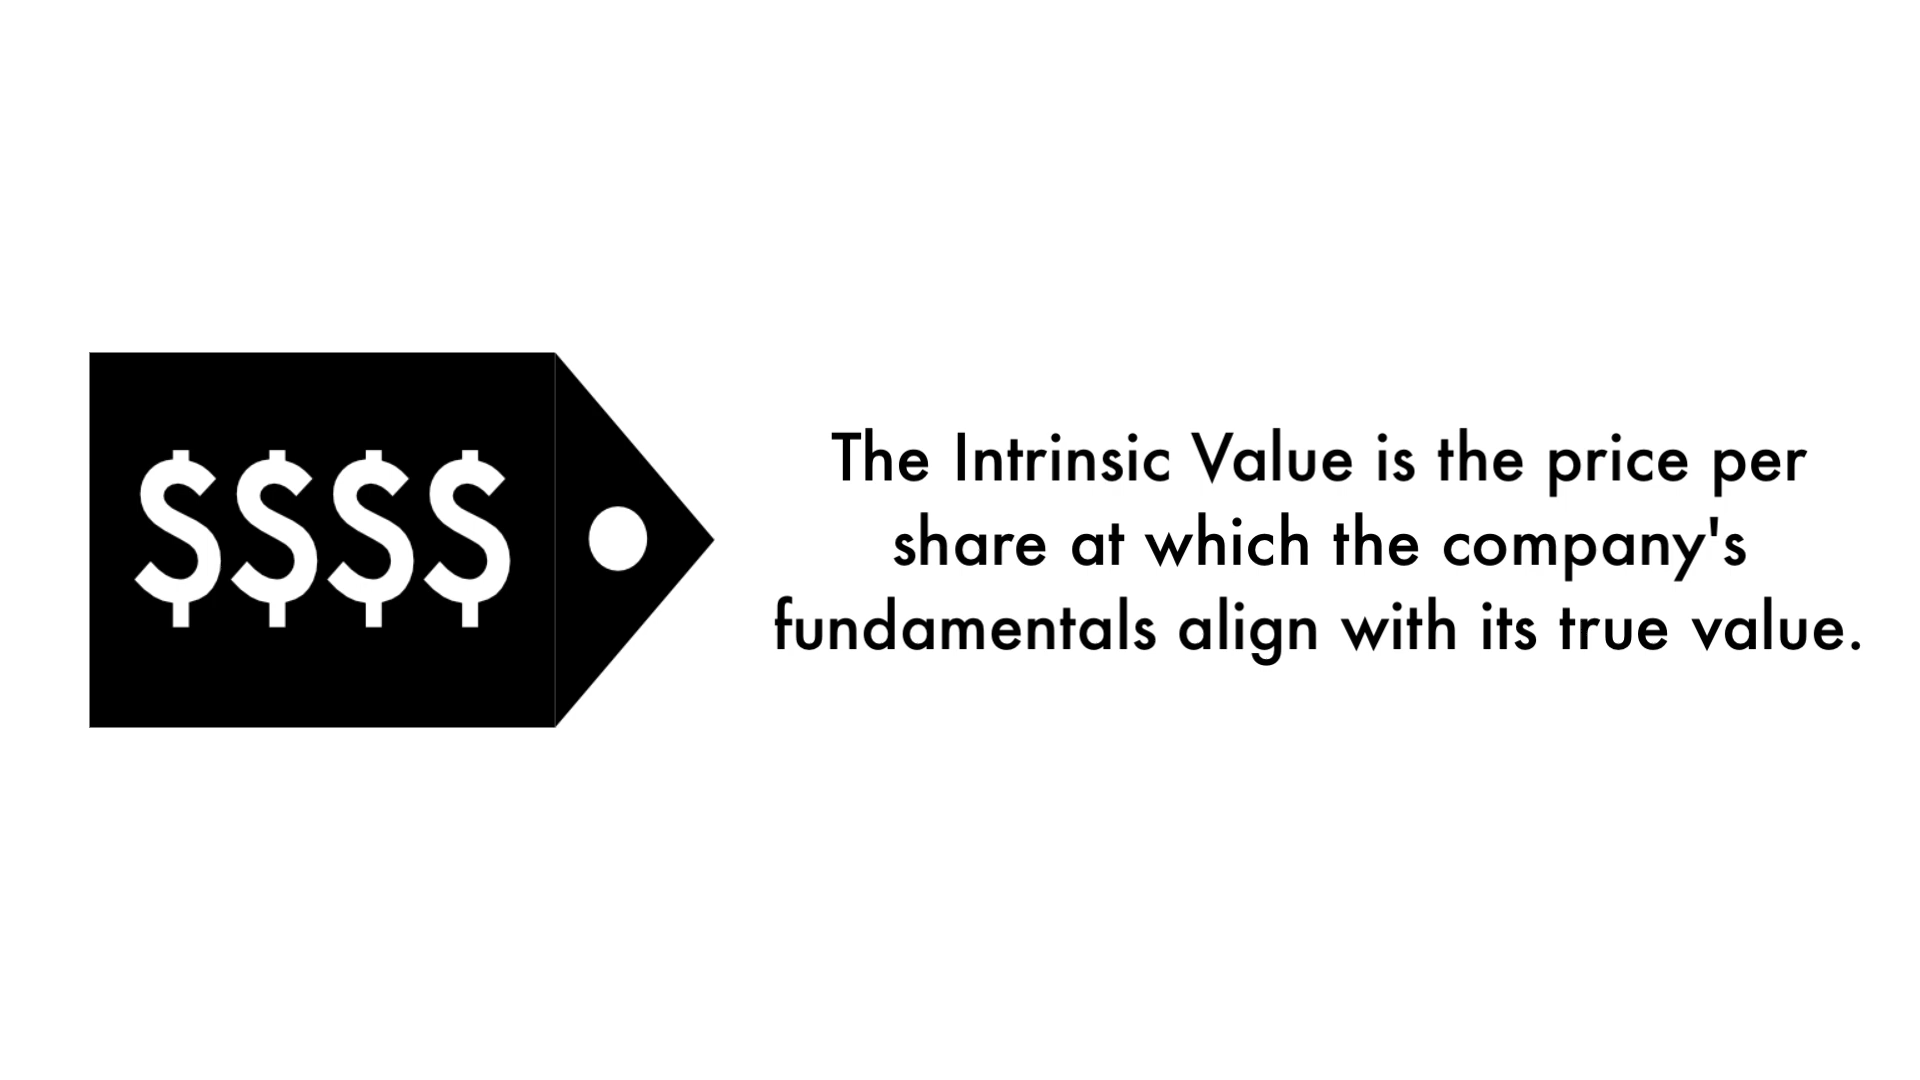 $$$$
The Intrinsic Value is the price per
share at which the company's
fundamentals align with its true value.